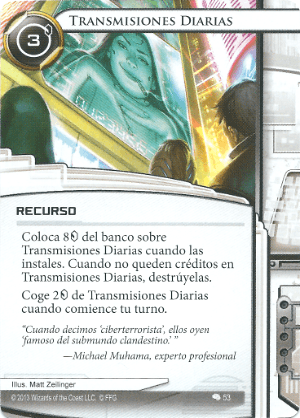 TRANSMISIONES DIARIAS
3
RECURSO
Coloca 8 del banco sobre
Transmisiones Diarias cuando las
instales. Cuando no queden créditos en
Transmisiones Diarias, destrúyelas.
Coge 2 de Transmisiones Diarias
cuando comience tu turno.
“Cuando decimos ‘ciberterrorista’, ellos oyen
‘famoso del submundo clandestino.’ ”
—Michael Muhama, experto profesional
Illus. Matt Zeilinger
Wizards of the Coast LLC. © FFG
53